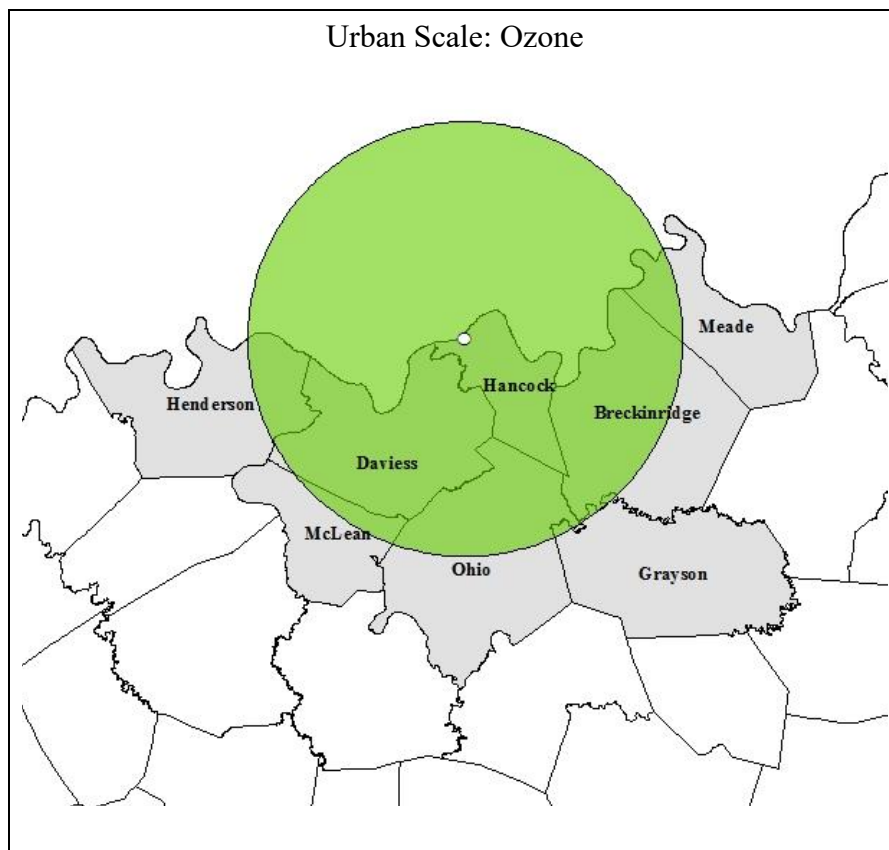 Urban Scale: Ozone
Meade
Hancock
Henderson
Breckinridge
Daviess
McLean
Ohio
Grayson